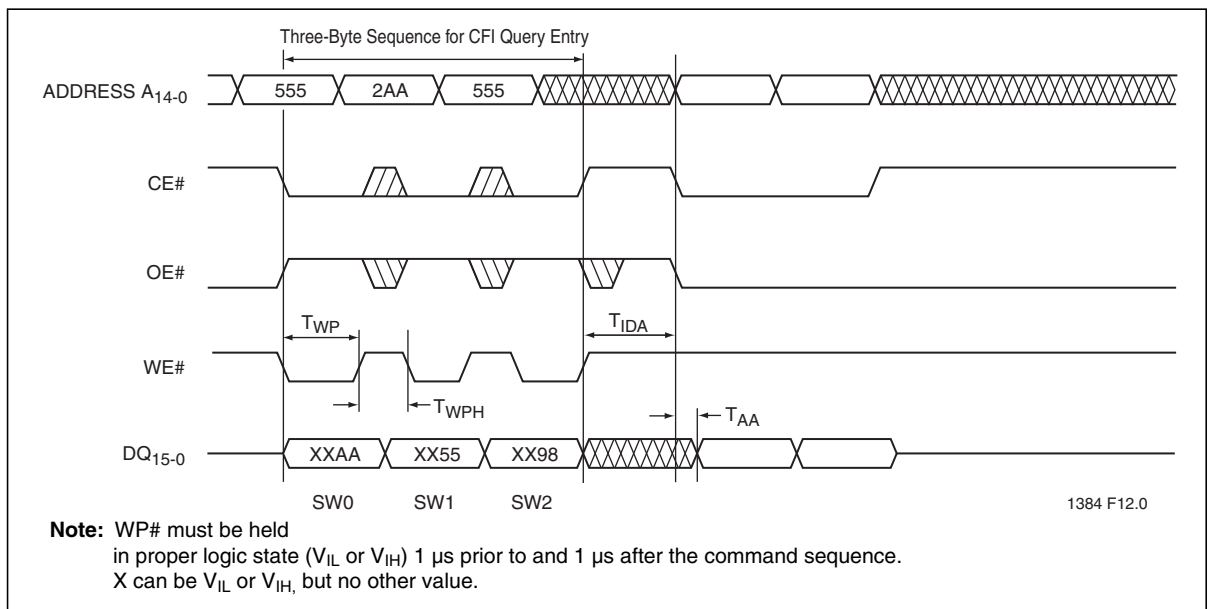 Three-Byte Sequence for CFI Query Entry
ADDRESS A14-0
555
2AA
555
CE#
OE#
TWP
TIDA
WE#
TWPH
TAA
DQ15-0
XXAA
XX55
XX98
SW0
SW1
SW2
1384 F12.0
Note: WP# must be held
in proper logic state (VIL or VIH) 1 µs prior to and 1 µs after the command sequence.
X can be VIL or VIH, but no other value.